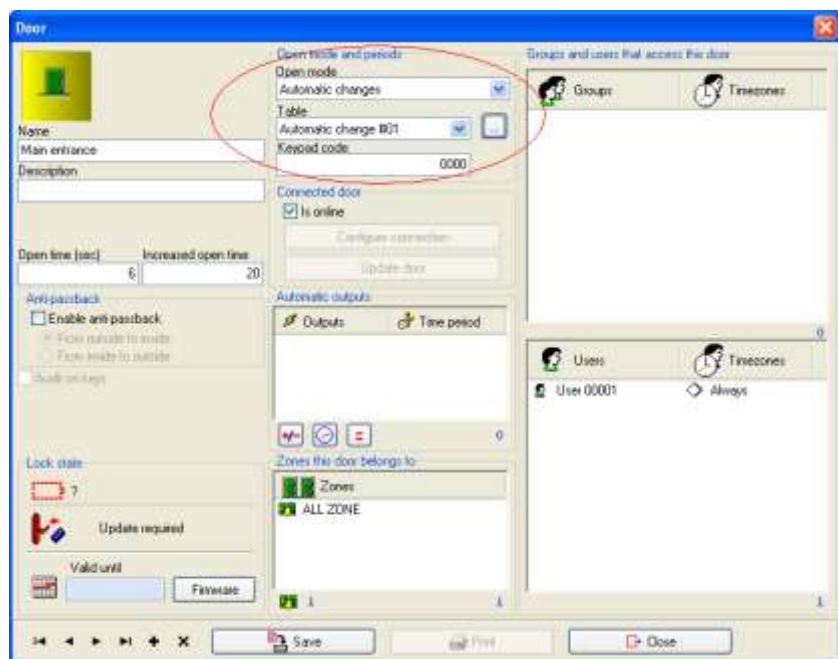 Door
Name
Main entrance
Description
Open time (sec)
Increased open time
6
20
Anti-passback
Enable anti-passback
From outside to inside
From inside to outside
Audit on keys
Lock state
?
Update required
Valid until
Firmware
Open mode and periods
Open mode
Automatic changes
Table
Automatic change #01
...
Keypad code
0000
Connected door
Is online
Configure connection
Update door
Automatic outputs
Outputs
Time period
0
Zones this door belongs to
Zones
ALL ZONE
1
1
Groups and users that access this door
Groups
Timezones
0
Users
Timezones
User 00001
Always
1
Save
Print
Close